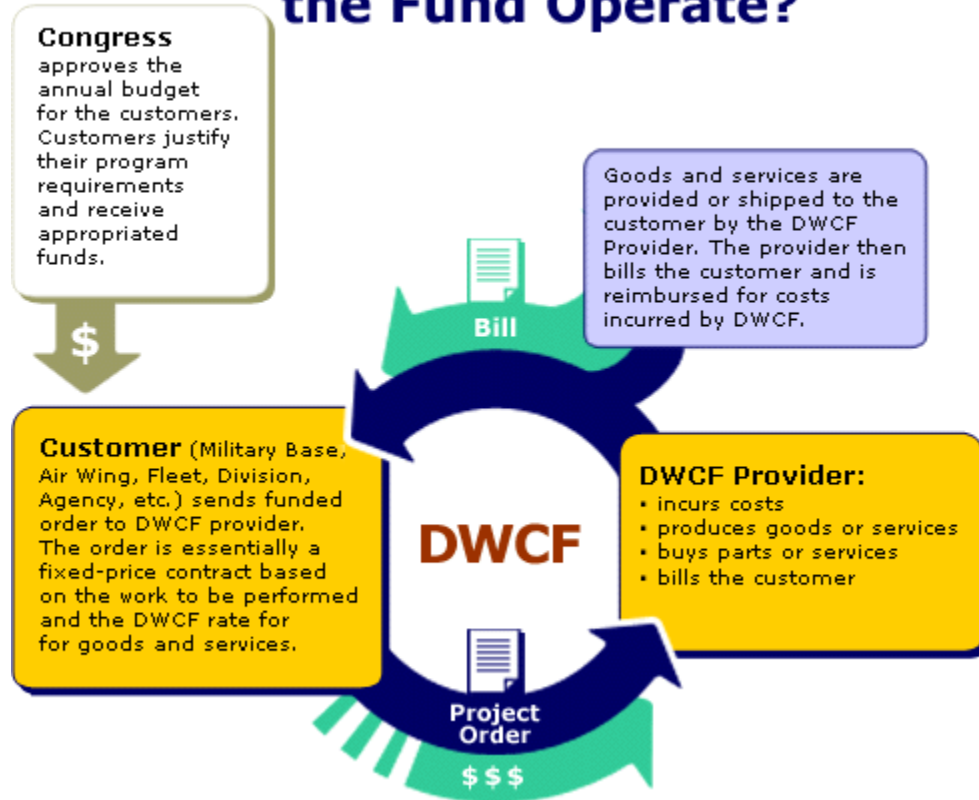 the Fund Operate?
Congress
approves the
annual budget
for the customers.
Customers justify
their program
requirements
and receive
appropriated
funds.
$
Goods and services are
provided or shipped to the
customer by the DWCF
Provider. The provider then
bills the customer and is
reimbursed for costs
incurred by DWCF.
Bill
Customer (Military Base,
Air Wing, Fleet, Division,
Agency, etc.) sends funded
order to DWCF provider.
The order is essentially a
fixed-price contract based
on the work to be performed
and the DWCF rate for
for goods and services.
DWCF
DWCF Provider:
• incurs costs
• produces goods or services
• buys parts or services
• bills the customer
Project
Order
$$$